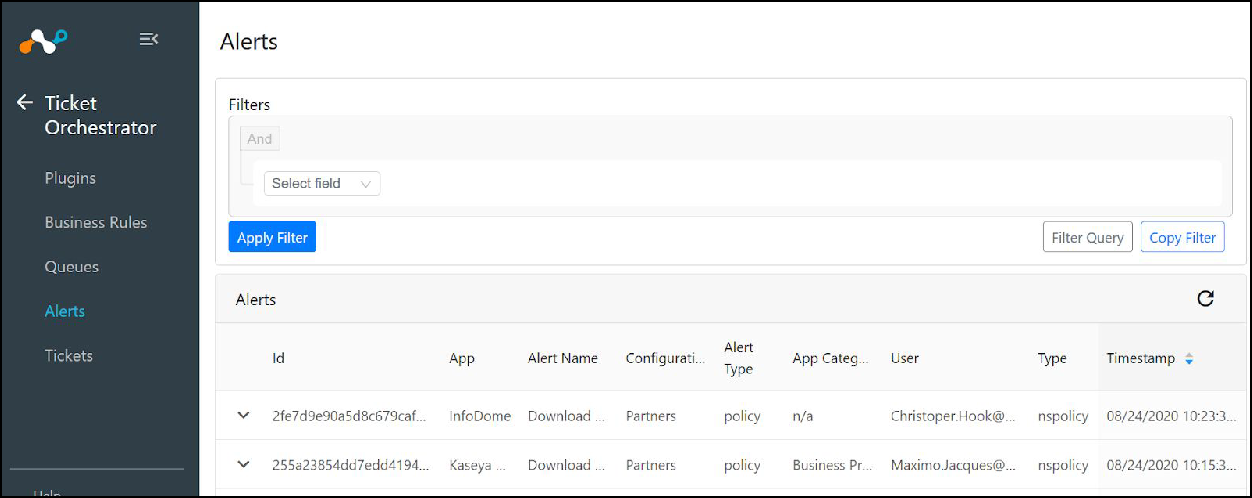 Ticket
Orchestrator
Plugins
Business Rules
Queues
Alerts
Tickets
Help
Alerts
Filters
And
Select field
Apply Filter
Filter Query
Copy Filter
Alerts
Id
App
Alert Name
Configurati...
Alert
Type
App Categ...
User
Type
Timestamp
2fe7d9e90a5d8c679caf... InfoDome Download ... Partners policy n/a Christoper.Hook@... nspolicy 08/24/2020 10:23:3...
255a23854dd7edd4194... Kaseya ... Download ... Partners policy Business Pr... Maximo.Jacques@... nspolicy 08/24/2020 10:15:3...